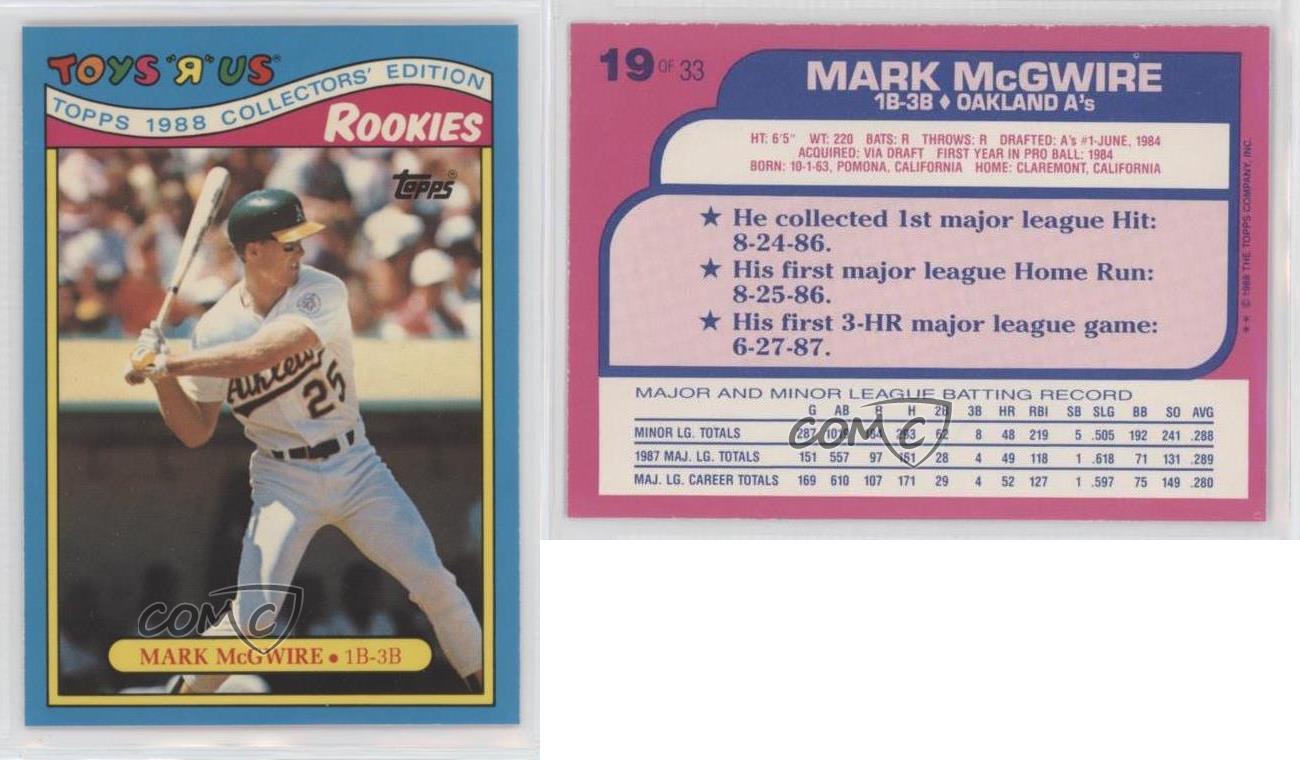 TOYS "R" US
TOPPS 1988 COLLECTORS' EDITION
ROOKIES
topps
Athletics
25
COMC
MARK McGWIRE • 1B-3B
19 OF 33
MARK McGWIRE
1B-3B ♦ OAKLAND A's
HT: 6'5" WT: 220 BATS: R THROWS: R DRAFTED: A's #1-JUNE, 1984
ACQUIRED: VIA DRAFT FIRST YEAR IN PRO BALL: 1984
BORN: 10-1-63, POMONA, CALIFORNIA HOME: CLAREMONT, CALIFORNIA
★ He collected 1st major league Hit:
8-24-86.
★ His first major league Home Run:
8-25-86.
★ His first 3-HR major league game:
6-27-87.
MAJOR AND MINOR LEAGUE BATTING RECORD
G AB R H 2B 3B HR RBI SB SLG BB SO AVG
MINOR LG. TOTALS 287 1019 164 293 62 8 48 219 5 .505 192 241 .288
1987 MAJ. LG. TOTALS 151 557 97 161 28 4 49 118 1 .618 71 131 .289
MAJ. LG. CAREER TOTALS 169 610 107 171 29 4 52 127 1 .597 75 149 .280
COMC
★★ © 1988 THE TOPPS COMPANY, INC.